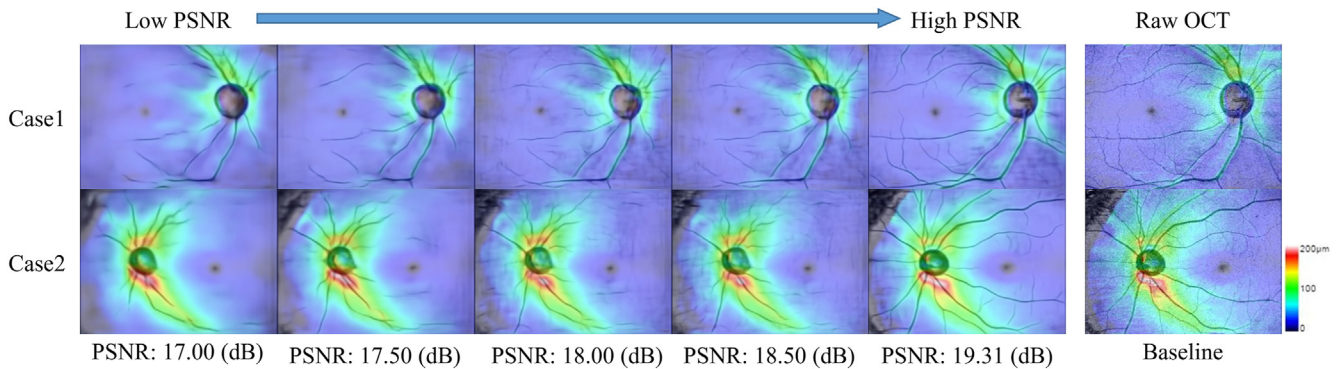 Low PSNR High PSNR Raw OCT
Case1
Case2
200μm
100
0
PSNR: 17.00 (dB) PSNR: 17.50 (dB) PSNR: 18.00 (dB) PSNR: 18.50 (dB) PSNR: 19.31 (dB) Baseline